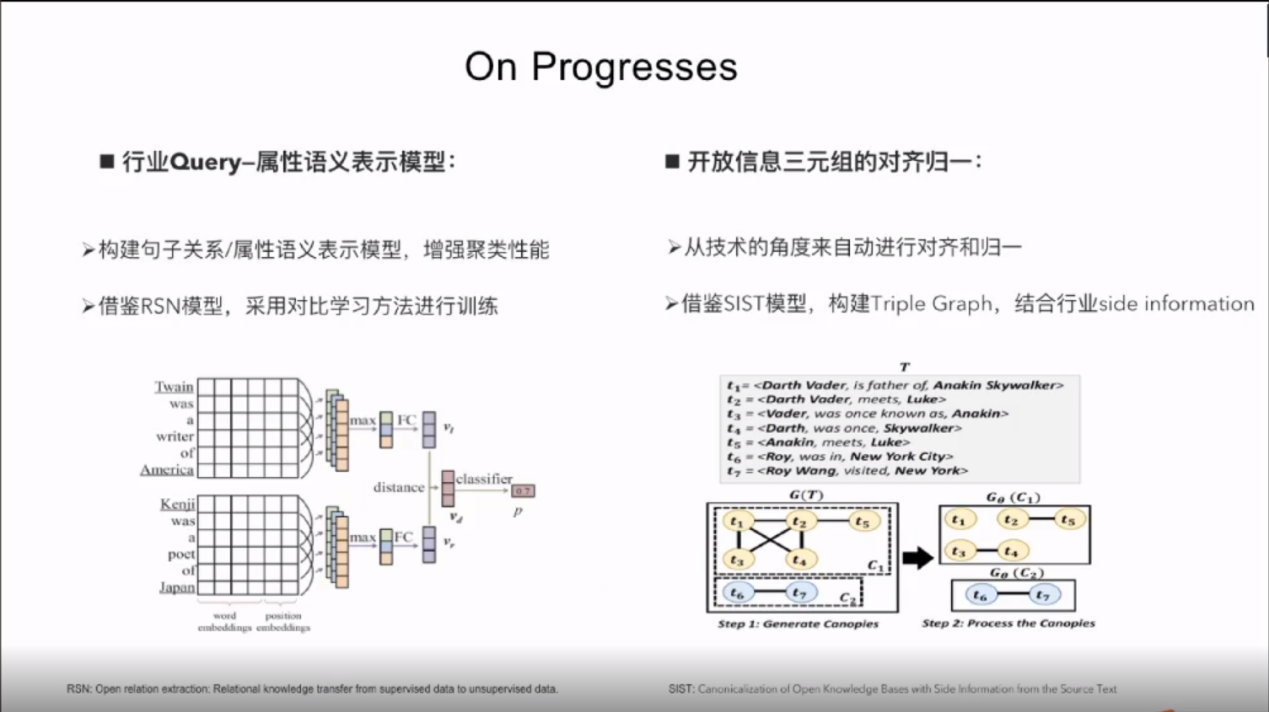 On Progresses
■ 行业Query–属性语义表示模型：
➢构建句子关系/属性语义表示模型，增强聚类性能
➢借鉴RSN模型，采用对比学习方法进行训练
Twain
was
a
writer
of
America
max
FC
v_l
Kenji
was
a
poet
of
Japan
max
FC
v_r
distance
v_d
classifier
0.7
p
word embeddings
position embeddings
RSN: Open relation extraction: Relational knowledge transfer from supervised data to unsupervised data.
■ 开放信息三元组的对齐归一：
➢从技术的角度来自动进行对齐和归一
➢借鉴SIST模型，构建Triple Graph，结合行业side information
T
t₁= <Darth Vader, is father of, Anakin Skywalker>
t₂ = <Darth Vader, meets, Luke>
t₃ = <Vader, was once known as, Anakin>
t₄ = <Darth, was once, Skywalker>
t₅ = <Anakin, meets, Luke>
t₆ = <Roy, was in, New York City>
t₇ = <Roy Wang, visited, New York>
G(T)
t₁ t₂ t₅
t₃ t₄ C₁
t₆ t₇ C₂
Step 1: Generate Canopies
G_θ (C₁)
t₁ t₂ t₅
t₃ t₄
G_θ (C₂)
t₆ t₇
Step 2: Process the Canopies
SIST: Canonicalization of Open Knowledge Bases with Side Information from the Source Text